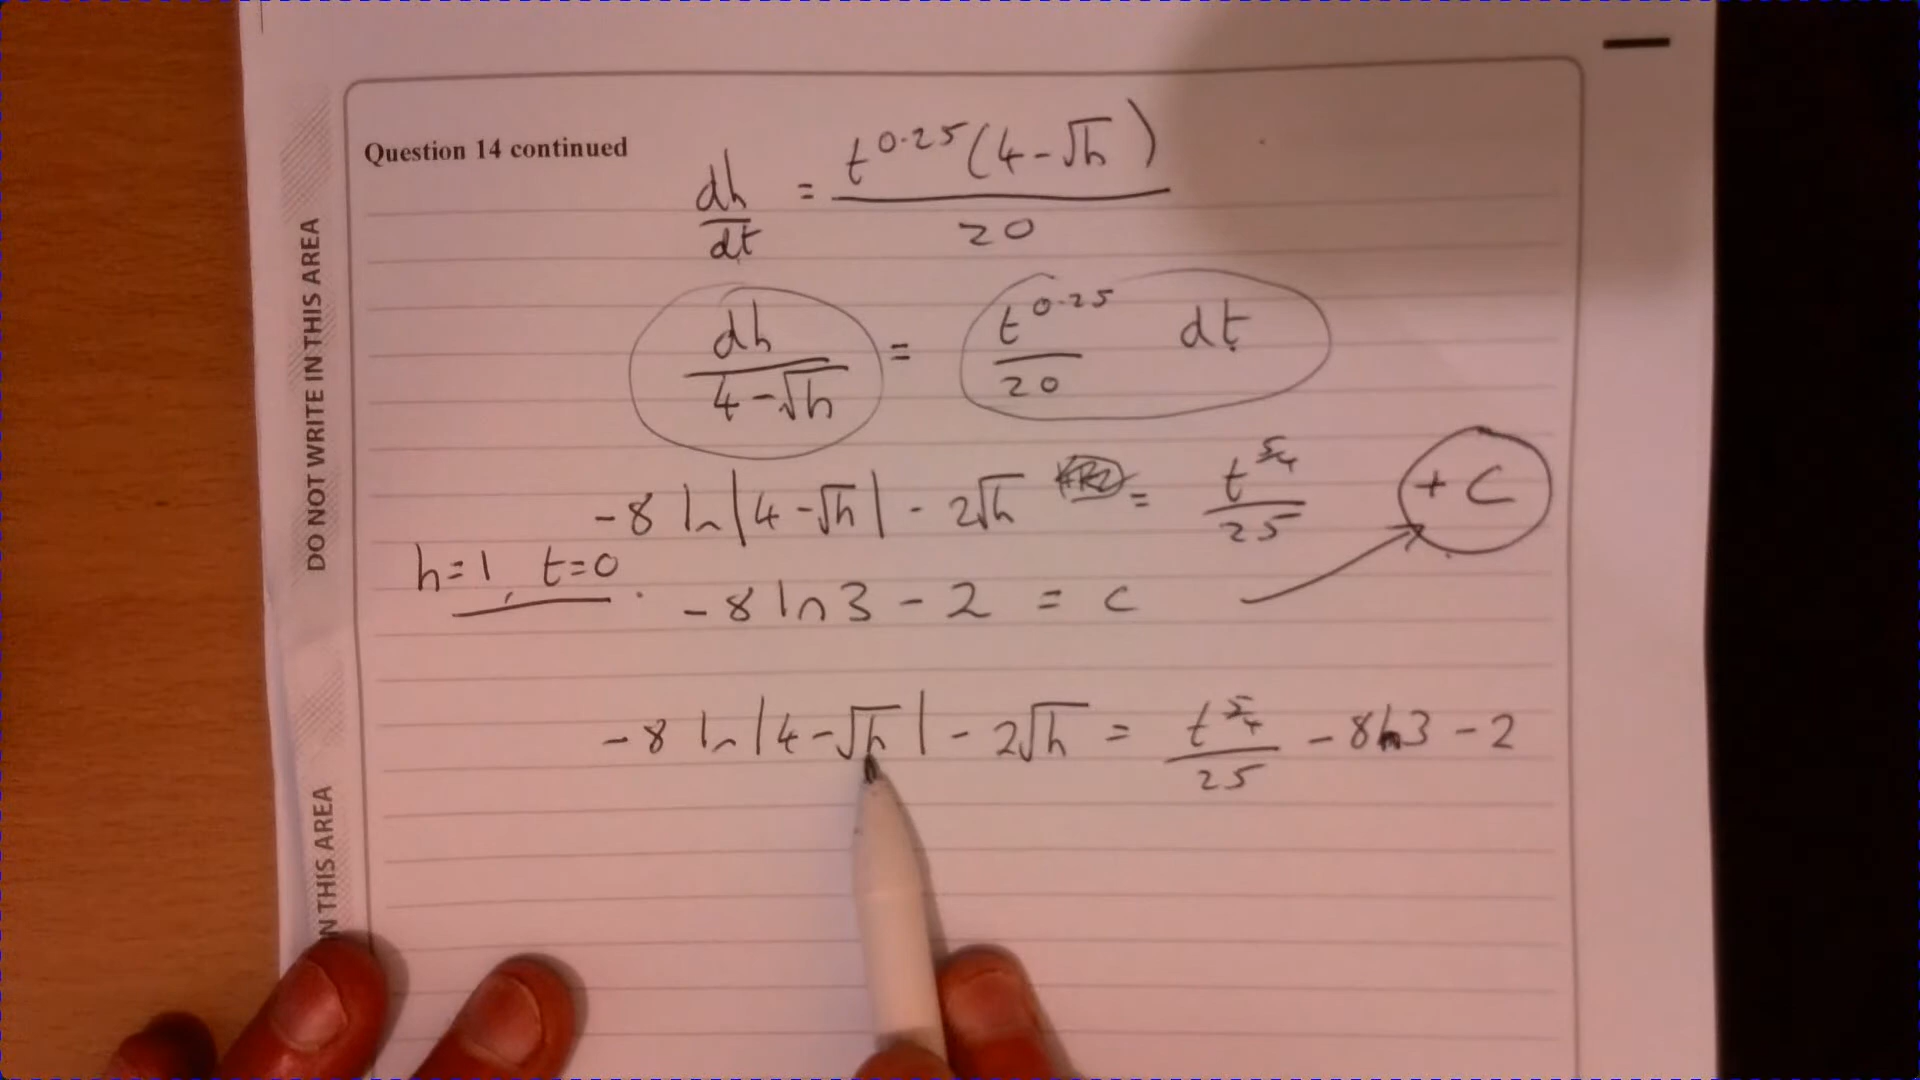 Question 14 continued
dh/dt = t^0.25(4-√h)/20
dh/(4-√h) = t^0.25/20 dt
-8 ln|4-√h| - 2√h = t^5/4/25 + C
h=1, t=0
-8 ln3 - 2 = c
-8 ln|4-√h| - 2√h = t^5/4/25 - 8ln3 - 2
DO NOT WRITE IN THIS AREA
N THIS AREA